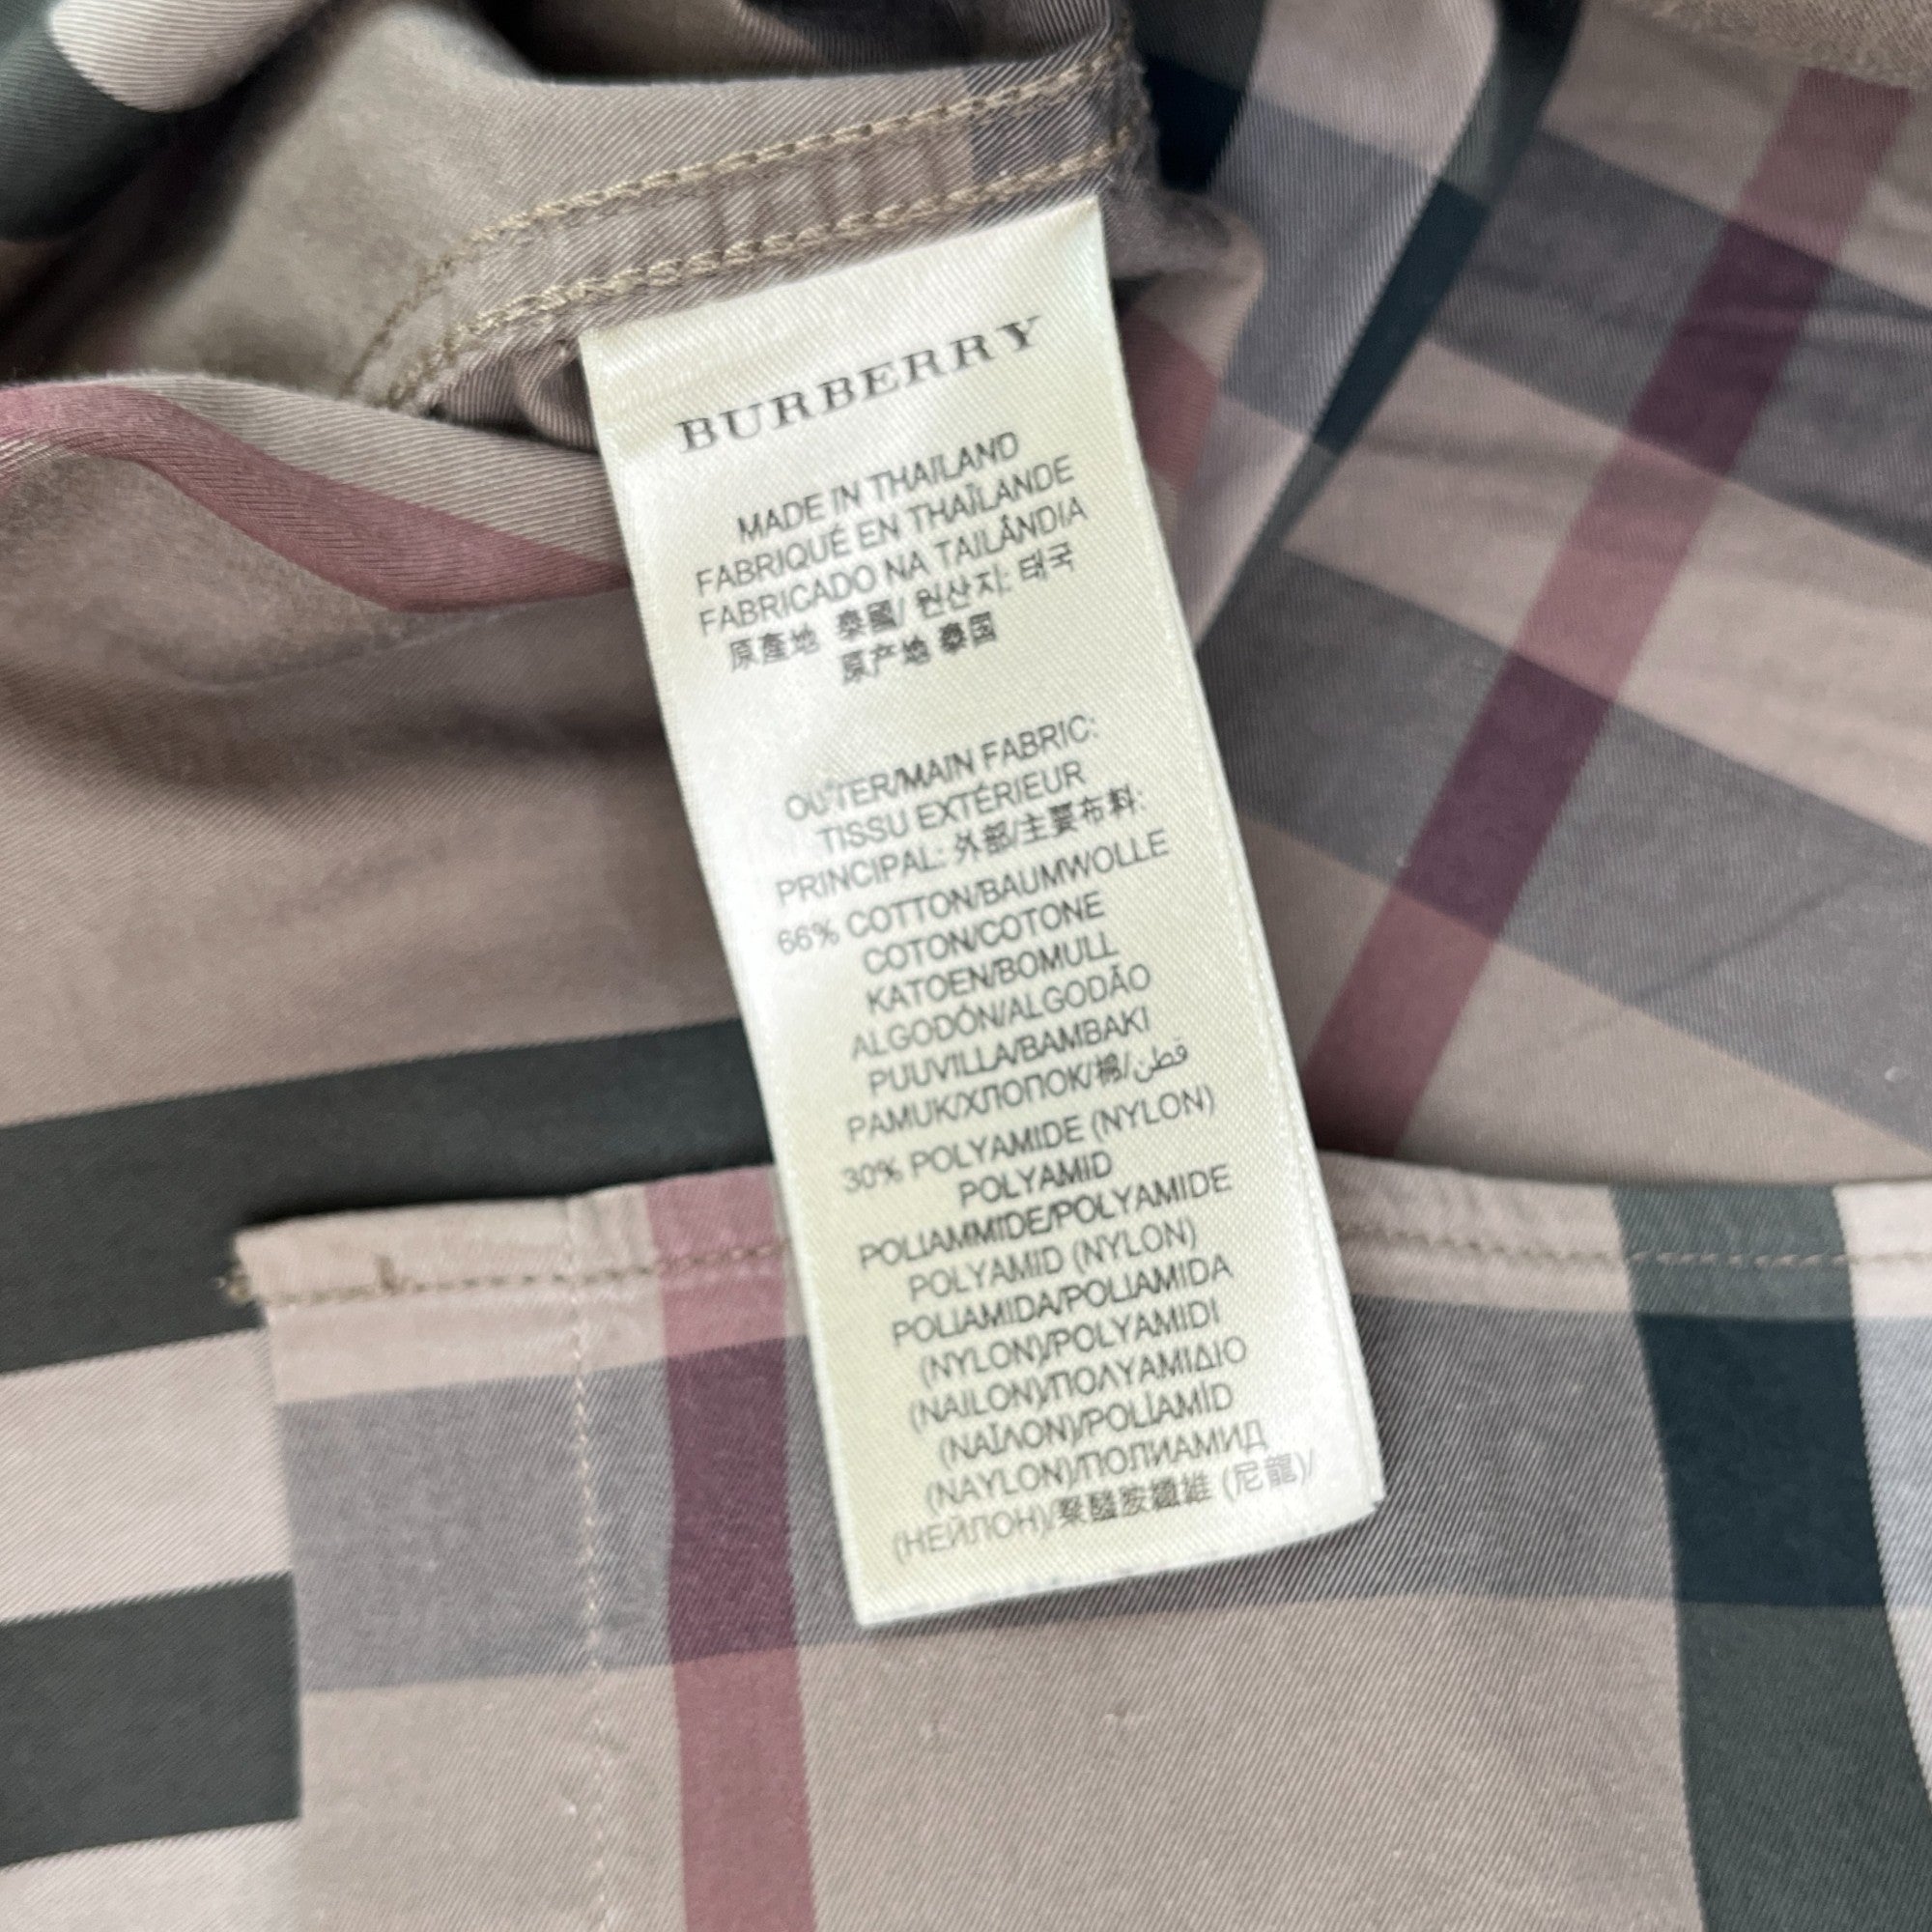 BURBERRY
MADE IN THAILAND
FABRIQUÉ EN THAÏLANDE
FABRICADO NA TAILÂNDIA
原產地 泰國/ 원산지: 태국
原产地 泰国
OUTER/MAIN FABRIC:
TISSU EXTÉRIEUR
PRINCIPAL: 外部/主要布料:
66% COTTON/BAUMWOLLE
COTON/COTONE
KATOEN/BOMULL
ALGODÓN/ALGODÃO
PUUVILLA/BAMBAKI
PAMUK/ХЛОПОК/棉/قطن
30% POLYAMIDE (NYLON)
POLYAMID
POLIAMMIDE/POLYAMIDE
POLYAMID (NYLON)
POLIAMIDA/POLIAMIDA
(NYLON)/POLYAMIDI
(NAILON)/ΠΟΛΥΑΜΙΔΙΟ
(ΝΑΪΛΟΝ)/POLÍAMÍD
(NAYLON)/ПОЛИАМИД
(НЕЙЛОН)/聚醯胺纖維 (尼龍)/